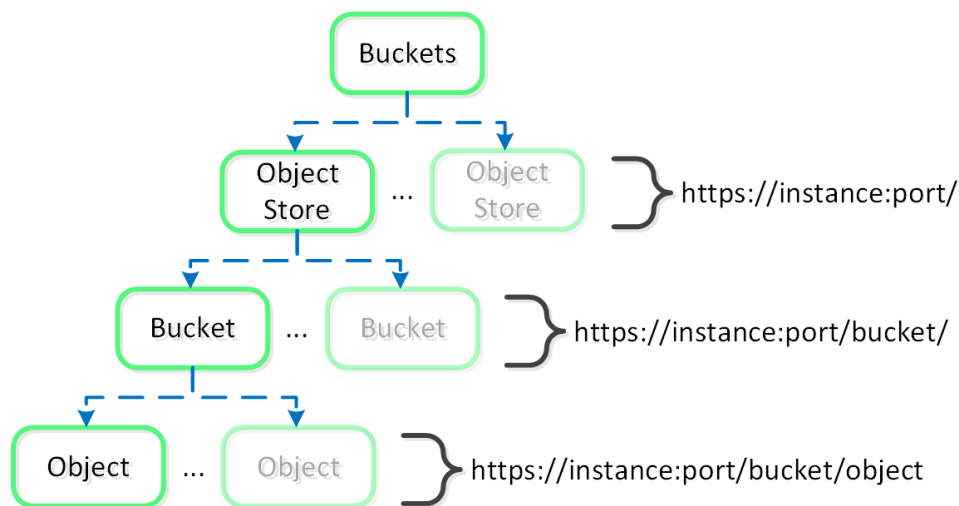 Buckets
Object
Store
...
Object
Store
https://instance:port/
Bucket
...
Bucket
https://instance:port/bucket/
Object
...
Object
https://instance:port/bucket/object